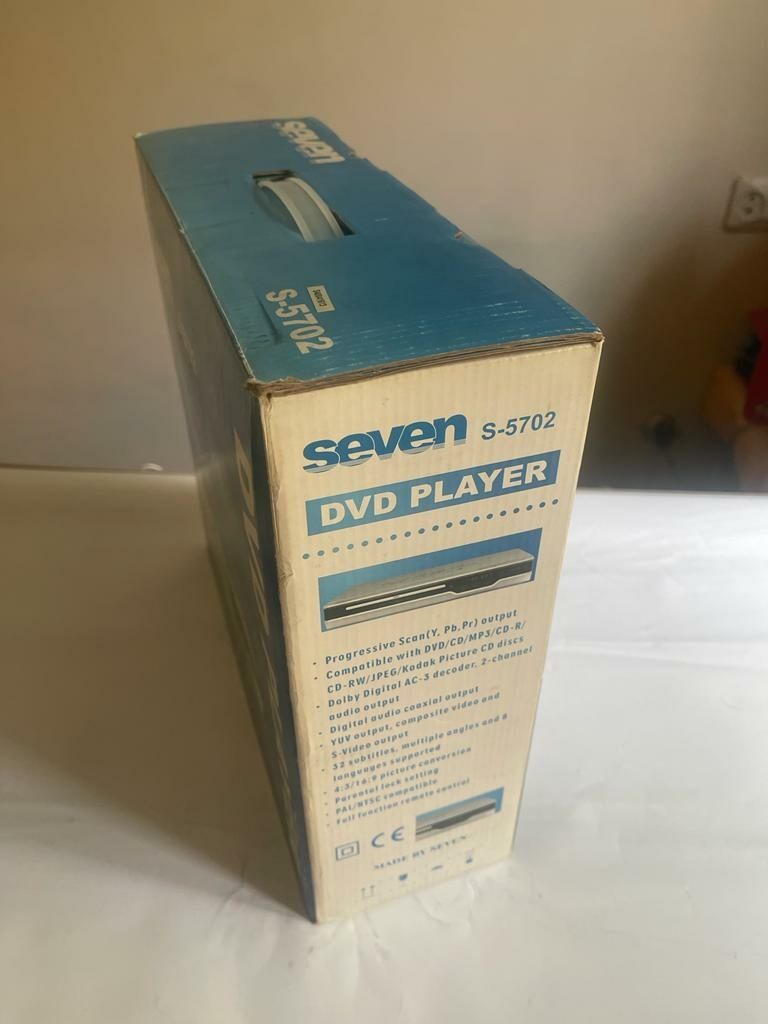 seven
S-5702
seven S-5702
DVD PLAYER
· Progressive Scan(Y, Pb,Pr) output
· Compatible with DVD/CD/MP3/CD-R/
CD-RW/JPEG/Kodak Picture CD discs
· Dolby Digital AC-3 decoder, 2-channel
audio output
· Digital audio coaxial output
· YUV output, composite video and
S-Video output
· 32 subtitles, multiple angles and 8
languages supported
· 4:3/16:9 picture conversion
· Parental lock setting
· PAL/NTSC compatible
· Full function remote control
CE
MADE BY SEVEN